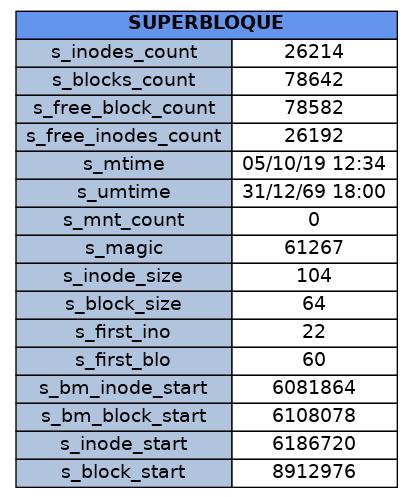 SUPERBLOQUE
s_inodes_count 26214
s_blocks_count 78642
s_free_block_count 78582
s_free_inodes_count 26192
s_mtime 05/10/19 12:34
s_umtime 31/12/69 18:00
s_mnt_count 0
s_magic 61267
s_inode_size 104
s_block_size 64
s_first_ino 22
s_first_blo 60
s_bm_inode_start 6081864
s_bm_block_start 6108078
s_inode_start 6186720
s_block_start 8912976